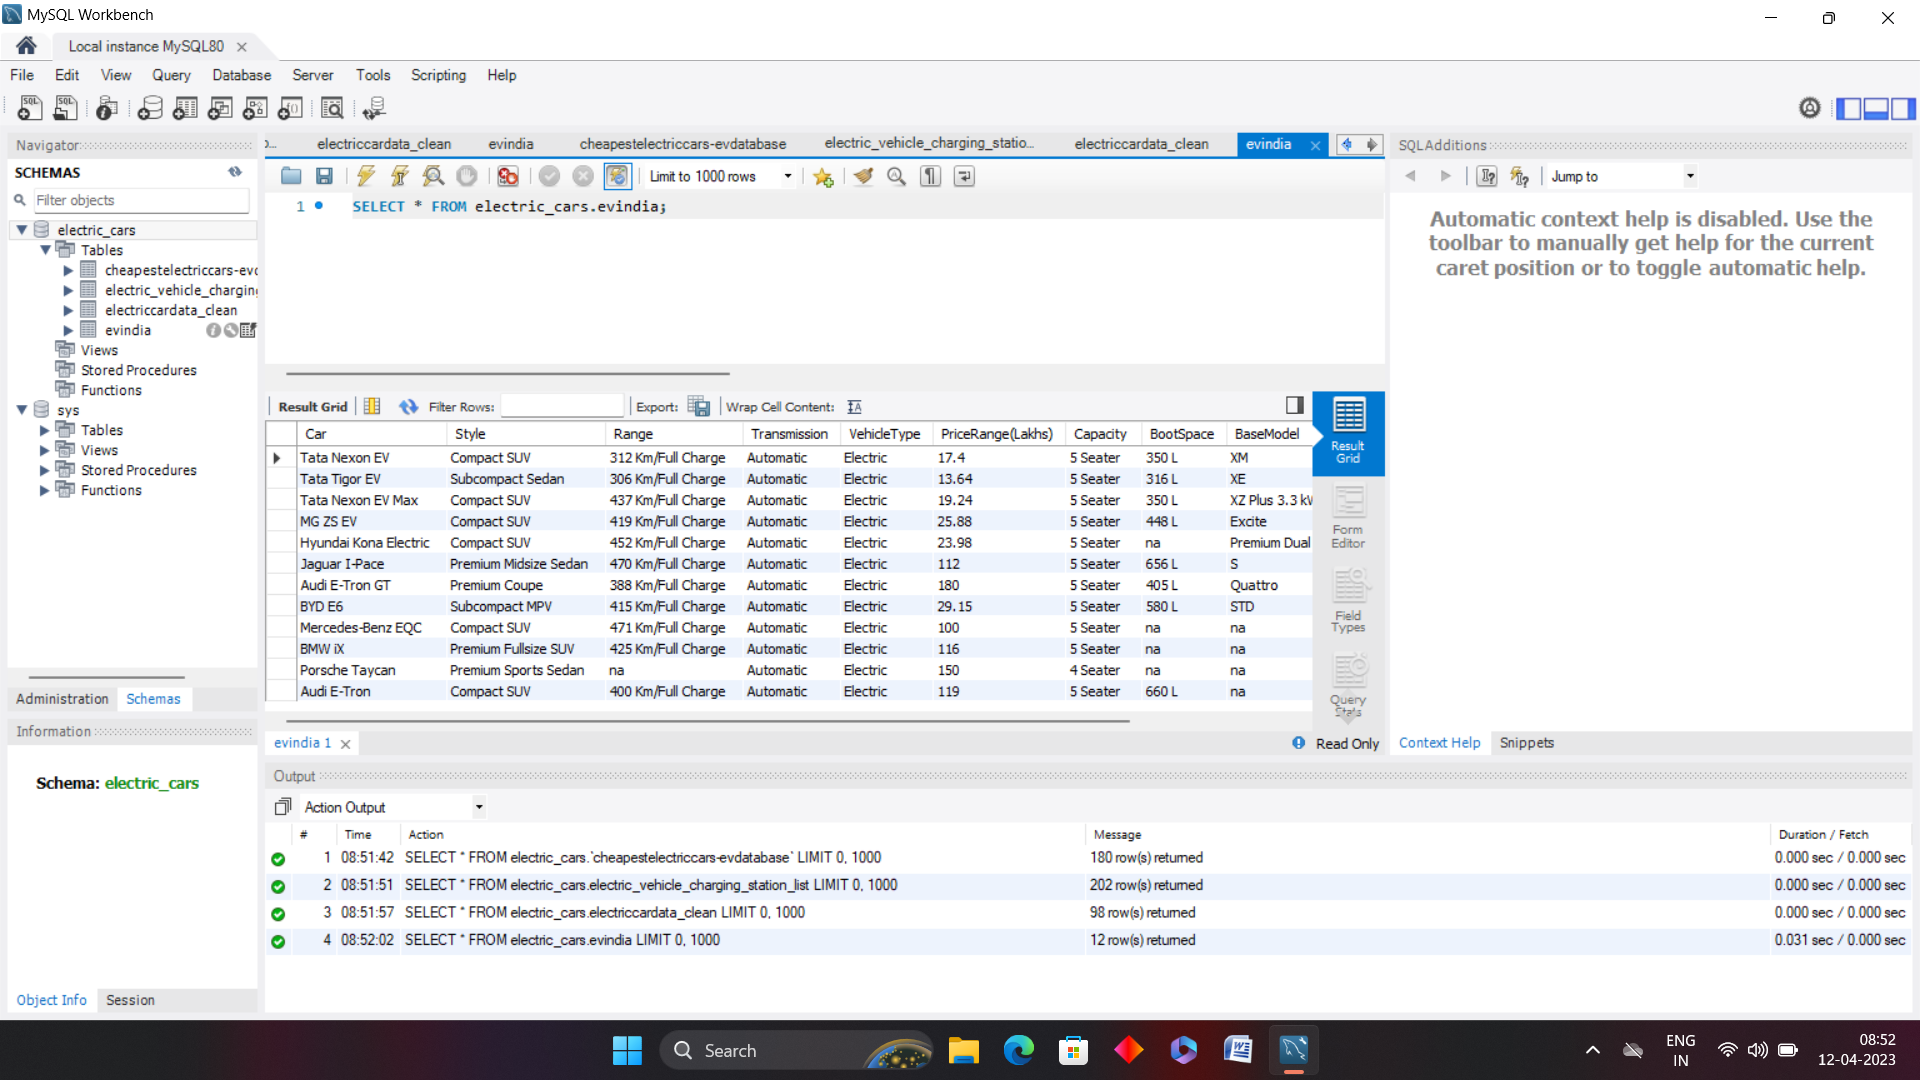 MySQL Workbench
Local instance MySQL80
File Edit View Query Database Server Tools Scripting Help
Navigator
SCHEMAS
Filter objects
electric_cars
Tables
cheapestelectriccars-evd
electric_vehicle_charging
electriccardata_clean
evindia
Views
Stored Procedures
Functions
sys
Tables
Views
Stored Procedures
Functions
Administration Schemas
Information
Schema: electric_cars
Object Info Session
electriccardata_clean evindia cheapestelectriccars-evdatabase electric_vehicle_charging_statio... electriccardata_clean evindia
Limit to 1000 rows
1 SELECT * FROM electric_cars.evindia;
Result Grid Filter Rows: Export: Wrap Cell Content:
Car Style Range Transmission VehicleType PriceRange(Lakhs) Capacity BootSpace BaseModel
Tata Nexon EV Compact SUV 312 Km/Full Charge Automatic Electric 17.4 5 Seater 350 L XM
Tata Tigor EV Subcompact Sedan 306 Km/Full Charge Automatic Electric 13.64 5 Seater 316 L XE
Tata Nexon EV Max Compact SUV 437 Km/Full Charge Automatic Electric 19.24 5 Seater 350 L XZ Plus 3.3 kW
MG ZS EV Compact SUV 419 Km/Full Charge Automatic Electric 25.88 5 Seater 448 L Excite
Hyundai Kona Electric Compact SUV 452 Km/Full Charge Automatic Electric 23.98 5 Seater na Premium Dual
Jaguar I-Pace Premium Midsize Sedan 470 Km/Full Charge Automatic Electric 112 5 Seater 656 L S
Audi E-Tron GT Premium Coupe 388 Km/Full Charge Automatic Electric 180 5 Seater 405 L Quattro
BYD E6 Subcompact MPV 415 Km/Full Charge Automatic Electric 29.15 5 Seater 580 L STD
Mercedes-Benz EQC Compact SUV 471 Km/Full Charge Automatic Electric 100 5 Seater na na
BMW iX Premium Fullsize SUV 425 Km/Full Charge Automatic Electric 116 5 Seater na na
Porsche Taycan Premium Sports Sedan na Automatic Electric 150 4 Seater na na
Audi E-Tron Compact SUV 400 Km/Full Charge Automatic Electric 119 5 Seater 660 L na
Result
Grid
Form
Editor
Field
Types
Query
Stats
evindia 1
Read Only
SQLAdditions
Jump to
Automatic context help is disabled. Use the
toolbar to manually get help for the current
caret position or to toggle automatic help.
Context Help Snippets
Output
Action Output
# Time Action Message Duration / Fetch
1 08:51:42 SELECT * FROM electric_cars.`cheapestelectriccars-evdatabase` LIMIT 0, 1000 180 row(s) returned 0.000 sec / 0.000 sec
2 08:51:51 SELECT * FROM electric_cars.electric_vehicle_charging_station_list LIMIT 0, 1000 202 row(s) returned 0.000 sec / 0.000 sec
3 08:51:57 SELECT * FROM electric_cars.electriccardata_clean LIMIT 0, 1000 98 row(s) returned 0.000 sec / 0.000 sec
4 08:52:02 SELECT * FROM electric_cars.evindia LIMIT 0, 1000 12 row(s) returned 0.031 sec / 0.000 sec
Search
ENG
IN
08:52
12-04-2023